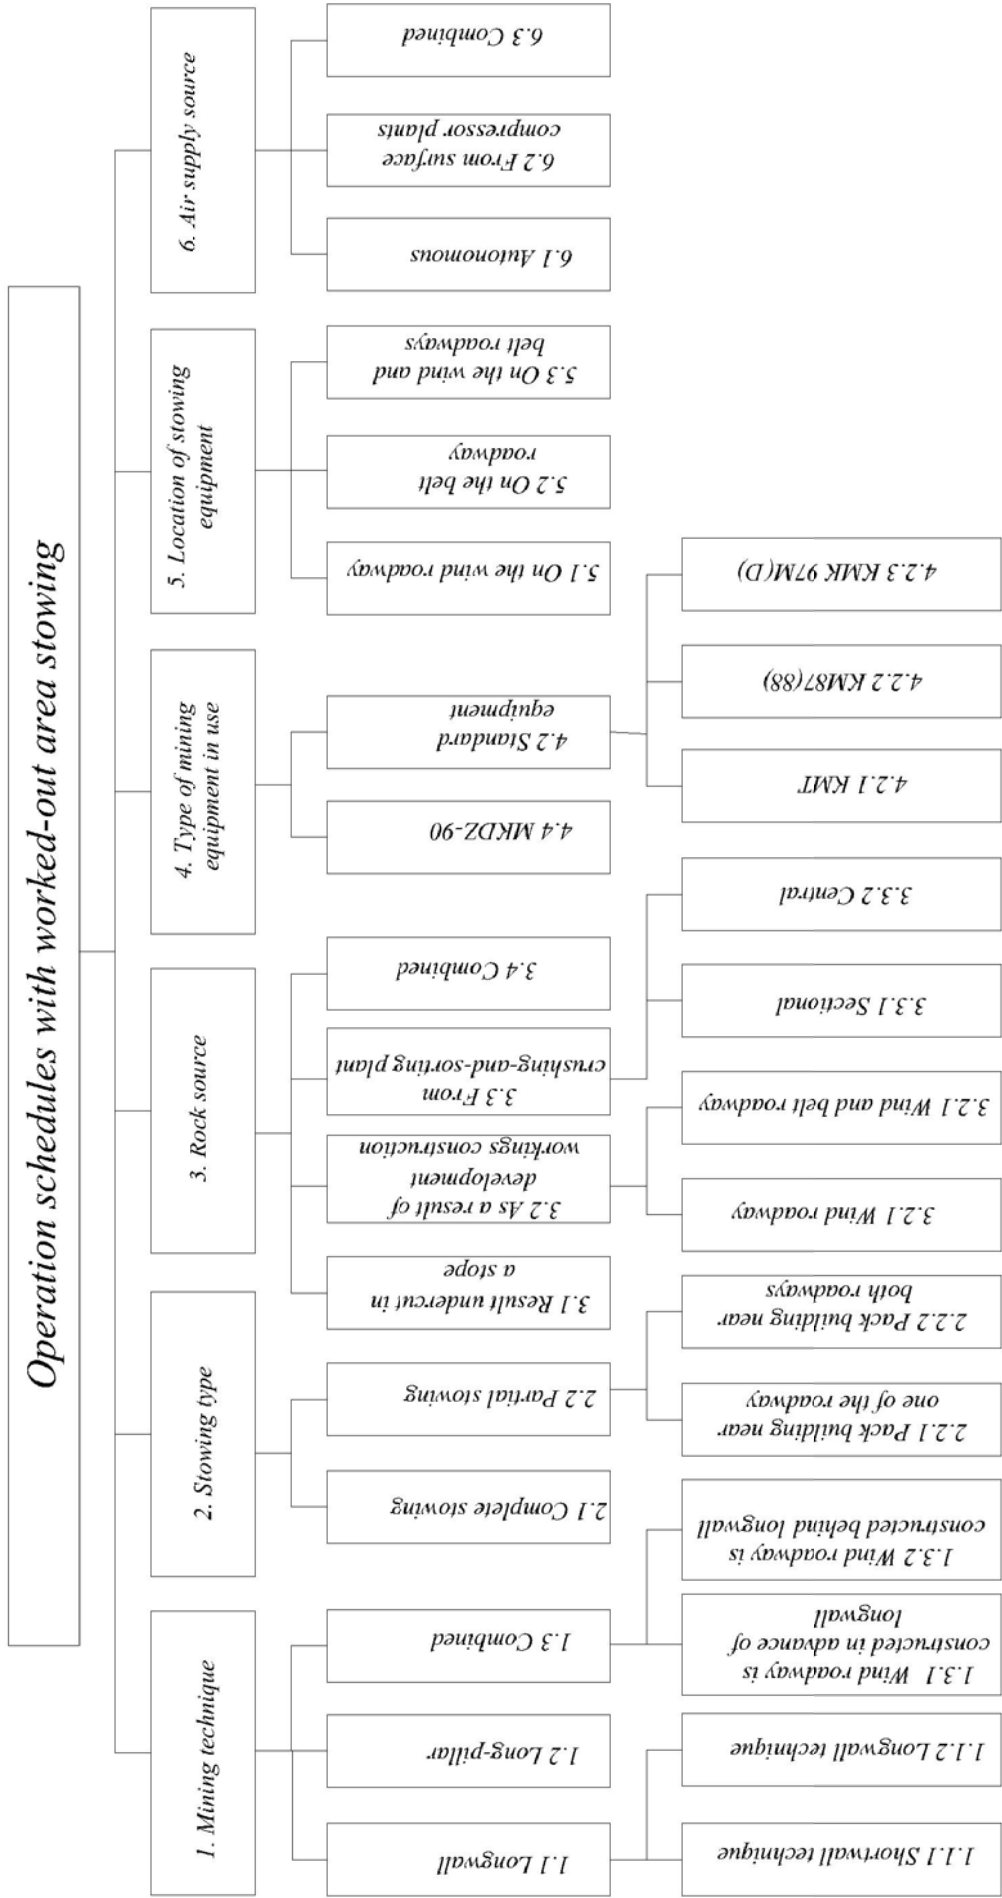 Operation schedules with worked-out area stowing
1. Mining technique
2. Stowing type
3. Rock source
4. Type of mining
equipment in use
5. Location of stowing
equipment
6. Air supply source
1.1 Longwall
1.2 Long-pillar
1.3 Combined
2.1 Complete stowing
2.2 Partial stowing
3.1 Result undercut in
a stope
3.2 As a result of
development
workings construction
3.3 From
crushing-and-sorting plant
3.4 Combined
4.4 MKDZ-90
4.2 Standard
equipment
5.1 On the wind roadway
5.2 On the belt
roadway
5.3 On the wind and
belt roadways
6.1 Autonomous
6.2 From surface
compressor plants
6.3 Combined
1.1.1 Shortwall technique
1.1.2 Longwall technique
1.3.1 Wind roadway is
constructed in advance of
longwall
1.3.2 Wind roadway is
constructed behind longwall
2.2.1 Pack building near
one of the roadway
2.2.2 Pack building near
both roadways
3.2.1 Wind roadway
3.2.1 Wind and belt roadway
3.3.1 Sectional
3.3.2 Central
4.2.1 KMT
4.2.2 KM87(88)
4.2.3 KMK 97M(D)